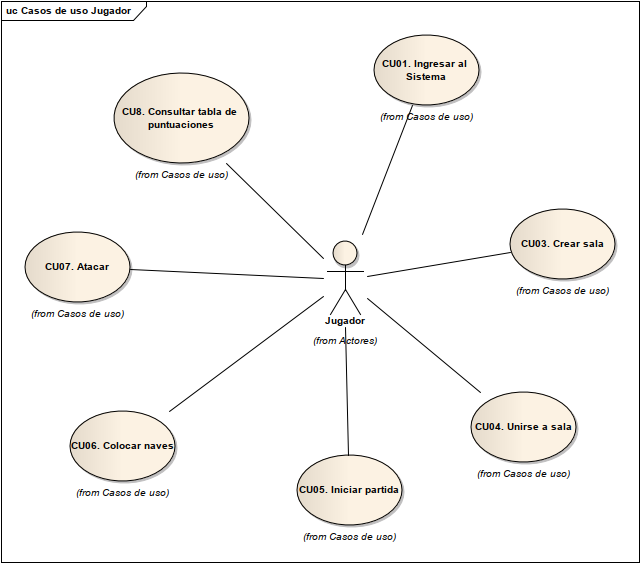 uc Casos de uso Jugador
CU01. Ingresar al
Sistema
(from Casos de uso)
CU8. Consultar tabla de
puntuaciones
(from Casos de uso)
CU03. Crear sala
(from Casos de uso)
CU07. Atacar
(from Casos de uso)
Jugador
(from Actores)
CU04. Unirse a sala
(from Casos de uso)
CU06. Colocar naves
(from Casos de uso)
CU05. Iniciar partida
(from Casos de uso)